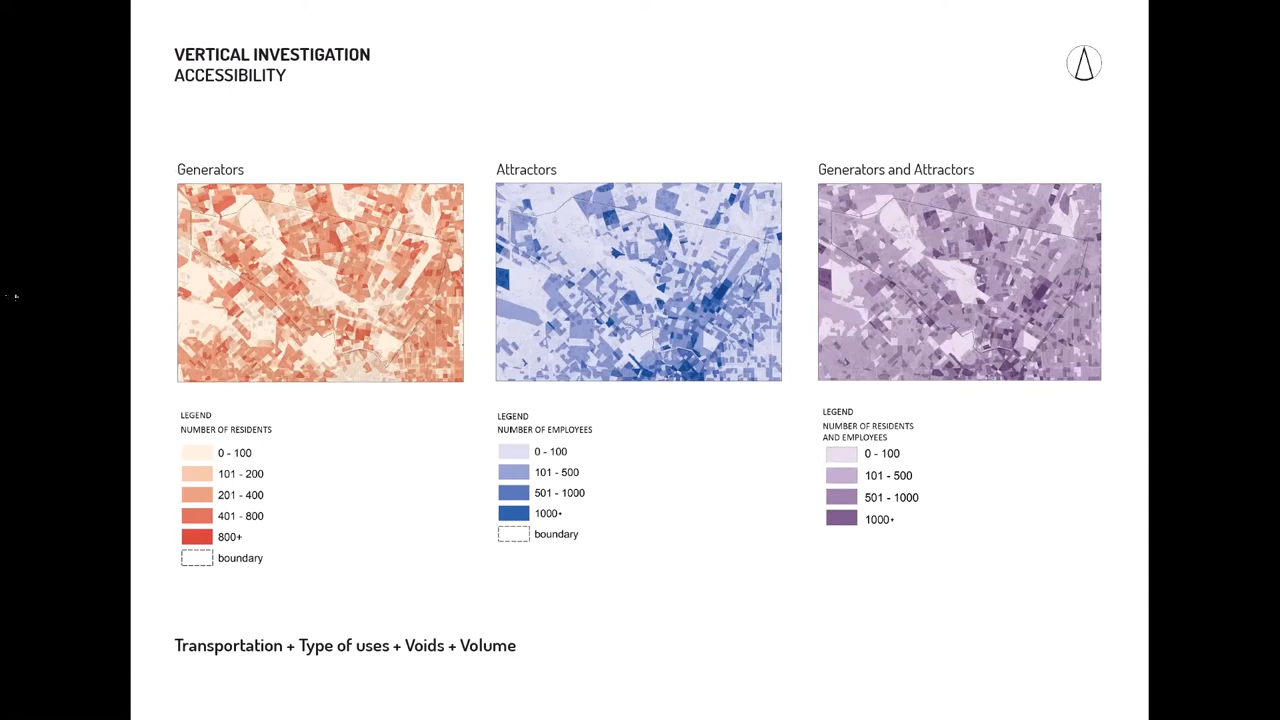 VERTICAL INVESTIGATION
ACCESSIBILITY
Generators
Attractors
Generators and Attractors
LEGEND
NUMBER OF RESIDENTS
0 - 100
101 - 200
201 - 400
401 - 800
800+
boundary
LEGEND
NUMBER OF EMPLOYEES
0 - 100
101 - 500
501 - 1000
1000+
boundary
LEGEND
NUMBER OF RESIDENTS
AND EMPLOYEES
0 - 100
101 - 500
501 - 1000
1000+
Transportation + Type of uses + Voids + Volume